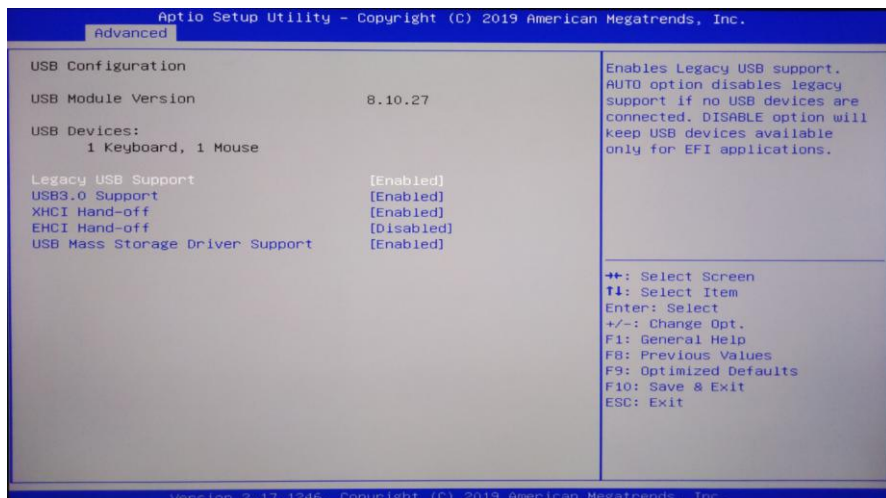 Aptio Setup Utility – Copyright (C) 2019 American Megatrends, Inc.
Advanced
USB Configuration
USB Module Version 8.10.27
USB Devices:
1 Keyboard, 1 Mouse
Legacy USB Support [Enabled]
USB3.0 Support [Enabled]
XHCI Hand-off [Enabled]
EHCI Hand-off [Disabled]
USB Mass Storage Driver Support [Enabled]
Enables Legacy USB support.
AUTO option disables legacy
support if no USB devices are
connected. DISABLE option will
keep USB devices available
only for EFI applications.
→←: Select Screen
↑↓: Select Item
Enter: Select
+/-: Change Opt.
F1: General Help
F8: Previous Values
F9: Optimized Defaults
F10: Save & Exit
ESC: Exit
Version 2.17.1246. Copyright (C) 2019 American Megatrends, Inc.